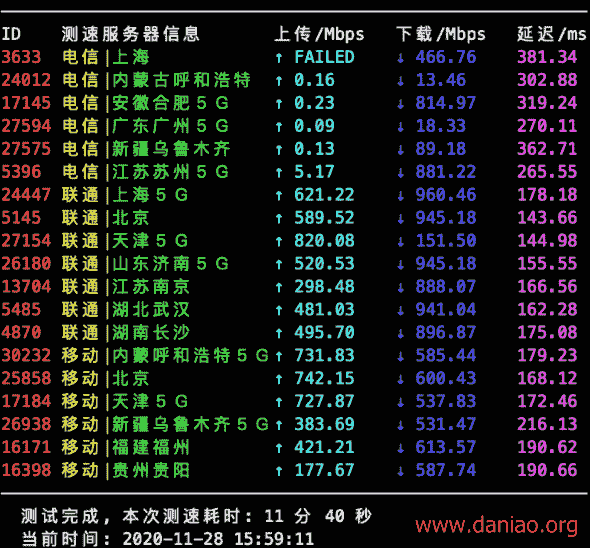 ID 测速服务器信息 上传/Mbps 下载/Mbps 延迟/ms
3633 电信|上海 ↑ FAILED ↓ 466.76 381.34
24012 电信|内蒙古呼和浩特 ↑ 0.16 ↓ 13.46 302.88
17145 电信|安徽合肥5G ↑ 0.23 ↓ 814.97 319.24
27594 电信|广东广州5G ↑ 0.09 ↓ 18.33 270.11
27575 电信|新疆乌鲁木齐 ↑ 0.13 ↓ 89.18 362.71
5396 电信|江苏苏州5G ↑ 5.17 ↓ 881.22 265.55
24447 联通|上海5G ↑ 621.22 ↓ 960.46 178.18
5145 联通|北京 ↑ 589.52 ↓ 945.18 143.66
27154 联通|天津5G ↑ 820.08 ↓ 151.50 144.98
26180 联通|山东济南5G ↑ 520.53 ↓ 945.18 155.55
13704 联通|江苏南京 ↑ 298.48 ↓ 888.07 166.56
5485 联通|湖北武汉 ↑ 481.03 ↓ 941.04 162.28
4870 联通|湖南长沙 ↑ 495.70 ↓ 896.87 175.08
30232 移动|内蒙呼和浩特5G ↑ 731.83 ↓ 585.44 179.23
25858 移动|北京 ↑ 742.15 ↓ 600.43 168.12
17184 移动|天津5G ↑ 727.87 ↓ 537.83 172.46
26938 移动|新疆乌鲁木齐5G ↑ 383.69 ↓ 531.47 216.13
16171 移动|福建福州 ↑ 421.21 ↓ 613.57 190.62
16398 移动|贵州贵阳 ↑ 177.67 ↓ 587.74 190.66
测试完成, 本次测速耗时: 11 分 40 秒
当前时间: 2020-11-28 15:59:11
www.daniao.org